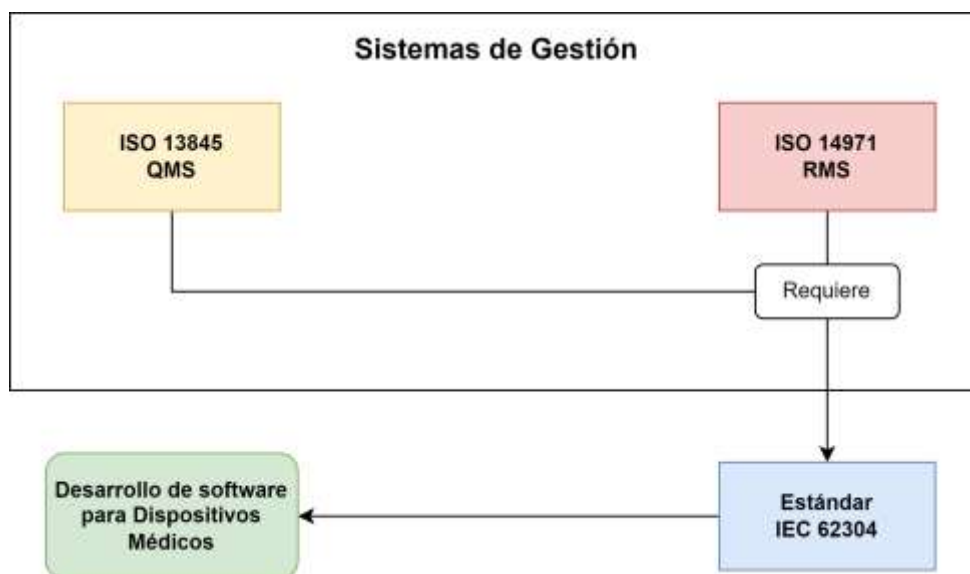 Sistemas de Gestión
ISO 13845
QMS
ISO 14971
RMS
Requiere
Desarrollo de software
para Dispositivos
Médicos
Estándar
IEC 62304